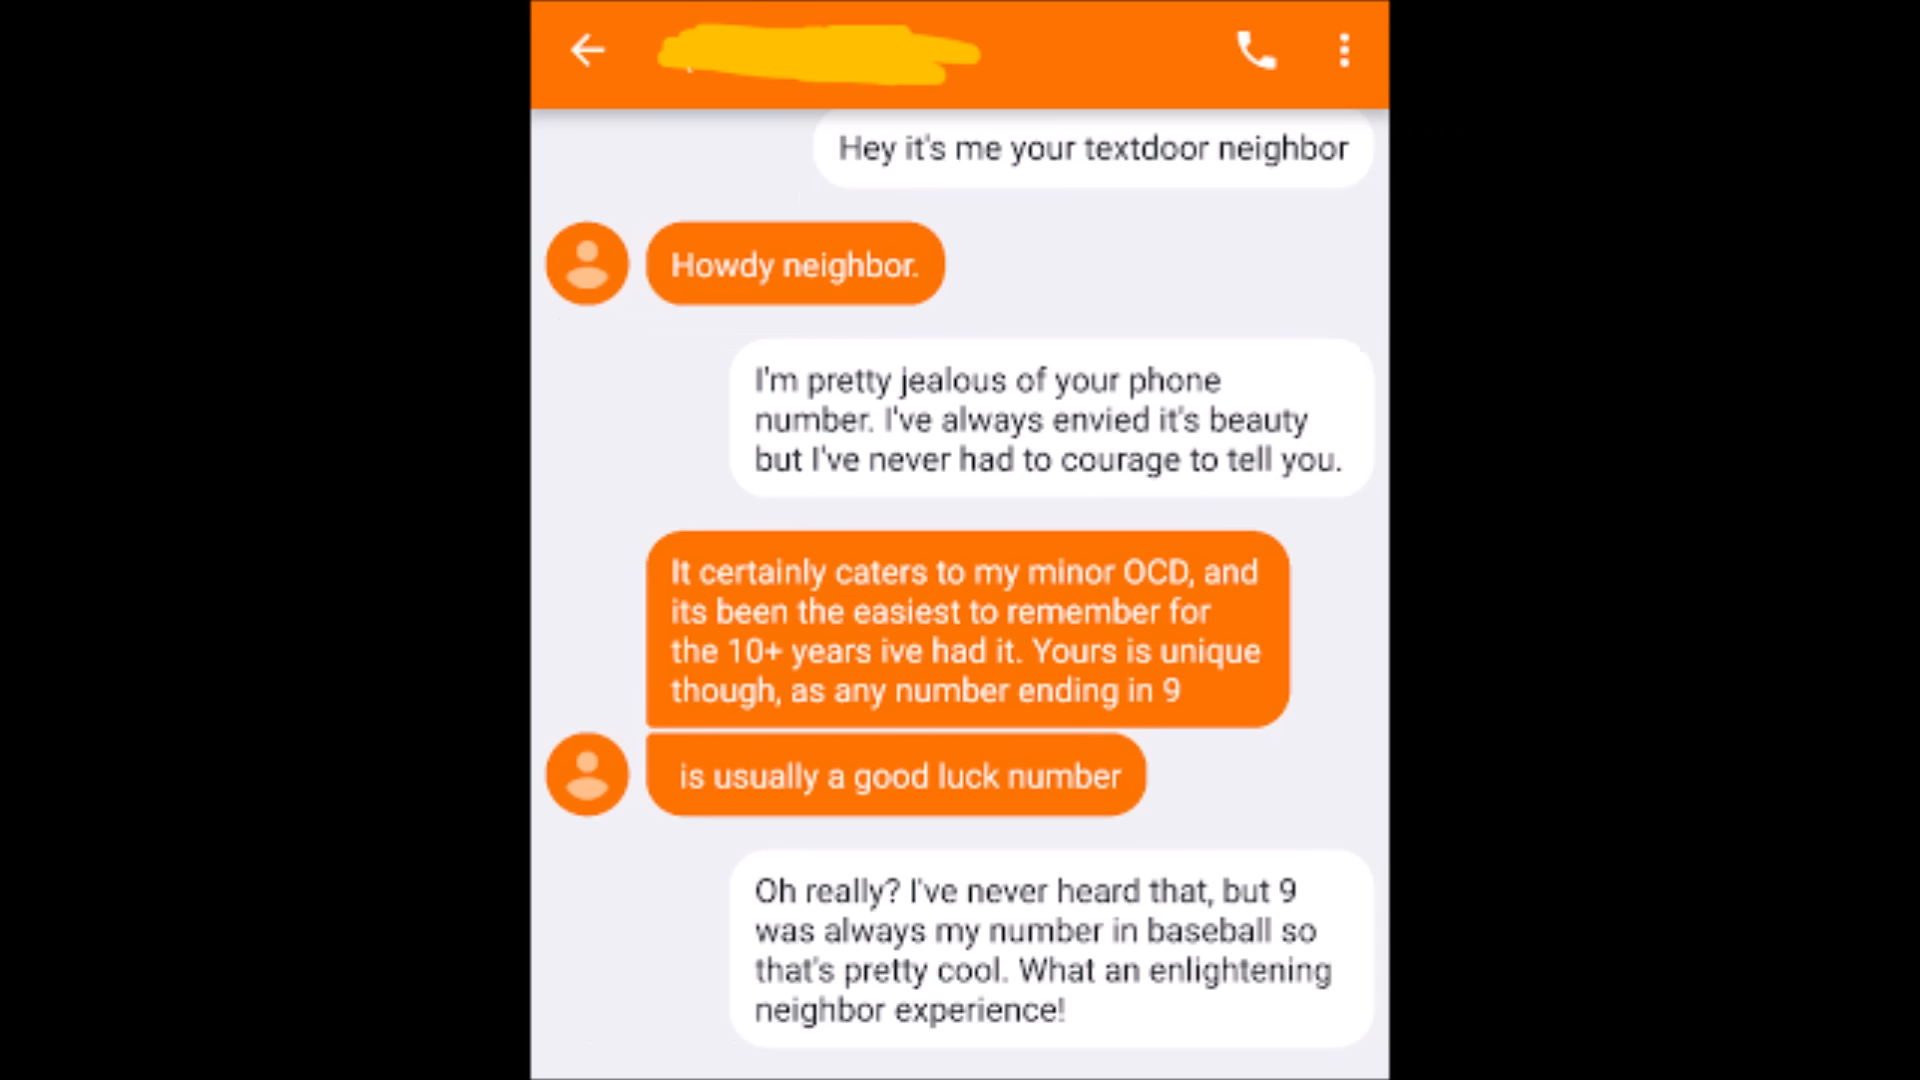 Hey it's me your textdoor neighbor
Howdy neighbor.
I'm pretty jealous of your phone
number. I've always envied it's beauty
but I've never had to courage to tell you.
It certainly caters to my minor OCD, and
its been the easiest to remember for
the 10+ years ive had it. Yours is unique
though, as any number ending in 9
is usually a good luck number
Oh really? I've never heard that, but 9
was always my number in baseball so
that's pretty cool. What an enlightening
neighbor experience!